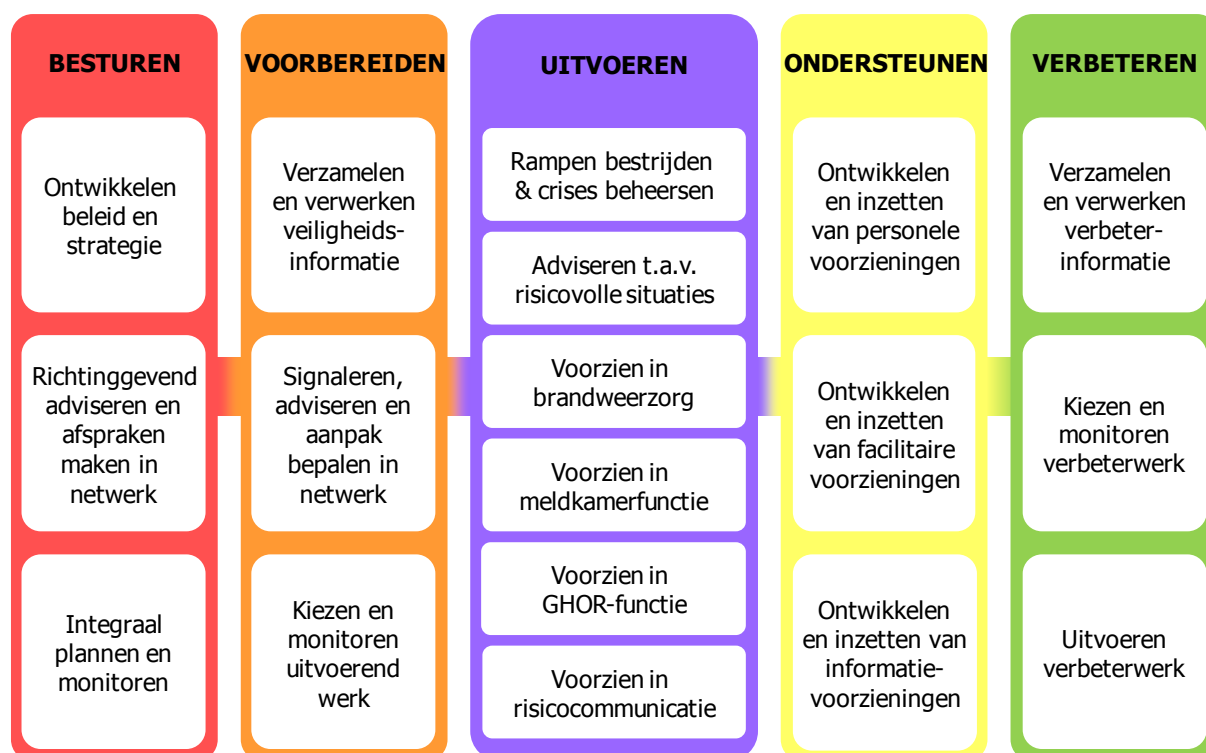 BESTUREN
Ontwikkelen
beleid en
strategie
Richtinggevend
adviseren en
afspraken
maken in
netwerk
Integraal
plannen en
monitoren
VOORBEREIDEN
Verzamelen
en verwerken
veiligheids-
informatie
Signaleren,
adviseren en
aanpak
bepalen in
netwerk
Kiezen en
monitoren
uitvoerend
werk
UITVOEREN
Rampen bestrijden
& crises beheersen
Adviseren t.a.v.
risicovolle situaties
Voorzien in
brandweerzorg
Voorzien in
meldkamerfunctie
Voorzien in
GHOR-functie
Voorzien in
risicocommunicatie
ONDERSTEUNEN
Ontwikkelen
en inzetten
van personele
voorzieningen
Ontwikkelen
en inzetten
van facilitaire
voorzieningen
Ontwikkelen
en inzetten van
informatie-
voorzieningen
VERBETEREN
Verzamelen
en verwerken
verbeter-
informatie
Kiezen en
monitoren
verbeterwerk
Uitvoeren
verbeterwerk